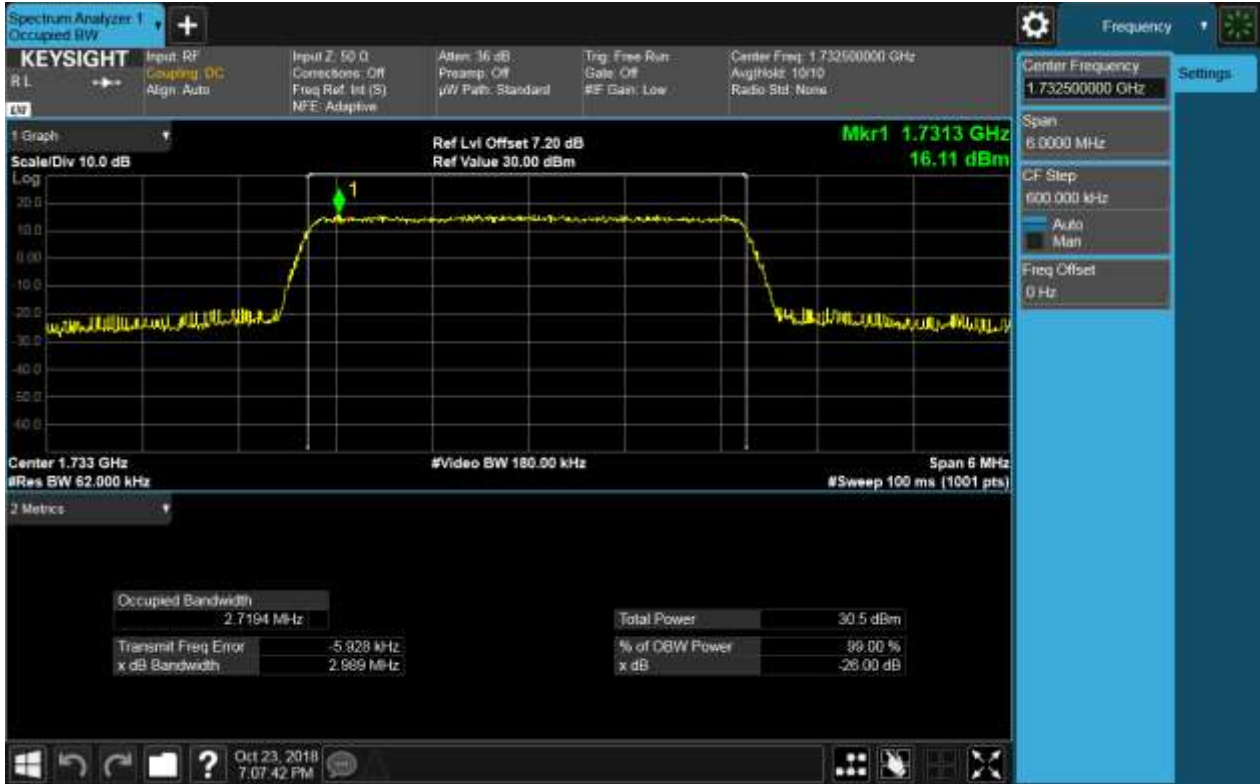 Spectrum Analyzer 1
Occupied BW
Frequency
KEYSIGHT
R L
Input: RF
Coupling: DC
Align: Auto
Input Z: 50 Ω
Corrections: Off
Freq Ref: Int (S)
NFE: Adaptive
Atten: 36 dB
Preamp: Off
µW Path: Standard
Trig: Free Run
Gate: Off
#IF Gain: Low
Center Freq: 1.732500000 GHz
Avg|Hold: 10/10
Radio Std: None
Center Frequency
1.732500000 GHz
Settings
Span
6.0000 MHz
CF Step
600.000 kHz
Auto
Man
Freq Offset
0 Hz
1 Graph
Scale/Div 10.0 dB
Ref Lvl Offset 7.20 dB
Ref Value 30.00 dBm
Mkr1 1.7313 GHz
16.11 dBm
Log
1
20.0
10.0
0.00
-10.0
-20.0
-30.0
-40.0
-50.0
-60.0
Center 1.733 GHz
#Video BW 180.00 kHz
Span 6 MHz
#Res BW 62.000 kHz
#Sweep 100 ms (1001 pts)
2 Metrics
Occupied Bandwidth
2.7194 MHz
Total Power 30.5 dBm
Transmit Freq Error -5.928 kHz
% of OBW Power 99.00 %
x dB Bandwidth 2.989 MHz
x dB -26.00 dB
?
Oct 23, 2018
7:07:42 PM